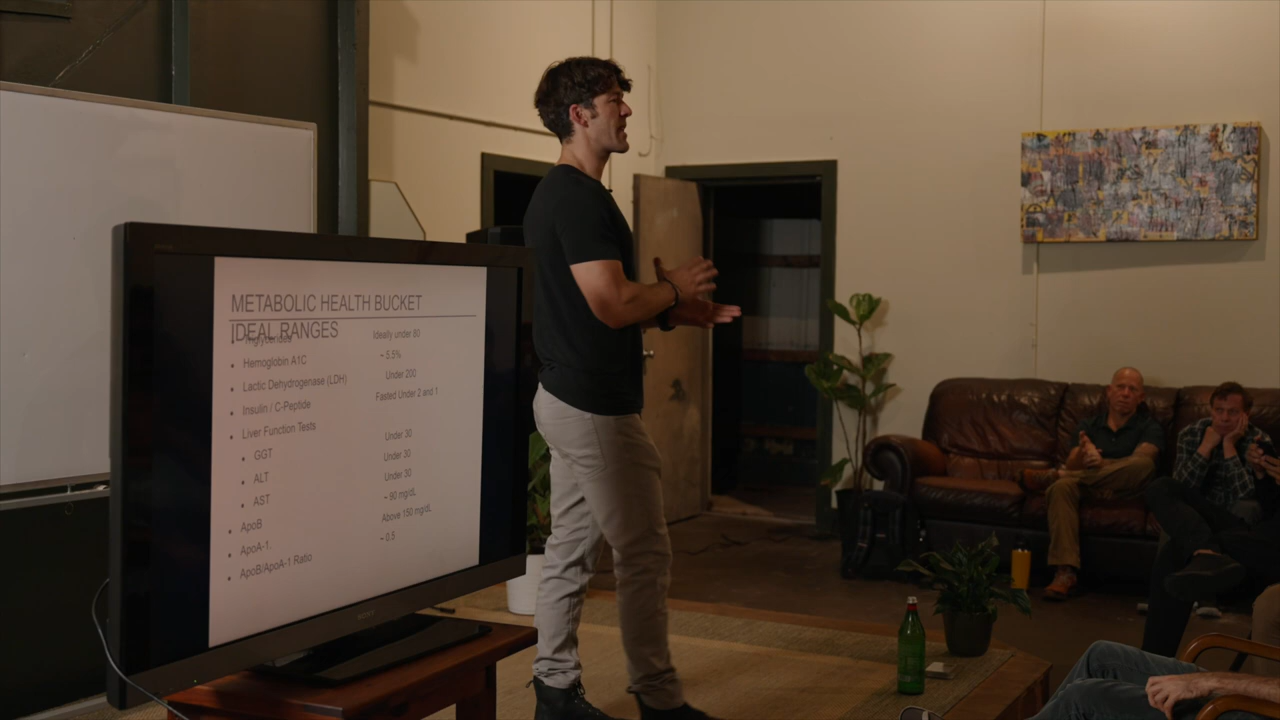 METABOLIC HEALTH BUCKET
IDEAL RANGES
• Triglycerides Ideally under 80
• Hemoglobin A1C ~ 5.5%
• Lactic Dehydrogenase (LDH) Under 200
• Insulin / C-Peptide Fasted Under 2 and 1
• Liver Function Tests
• GGT Under 30
• ALT Under 30
• AST Under 30
• ApoB ~ 90 mg/dL
• ApoA-1. Above 150 mg/dL
• ApoB/ApoA-1 Ratio ~ 0.5
SONY